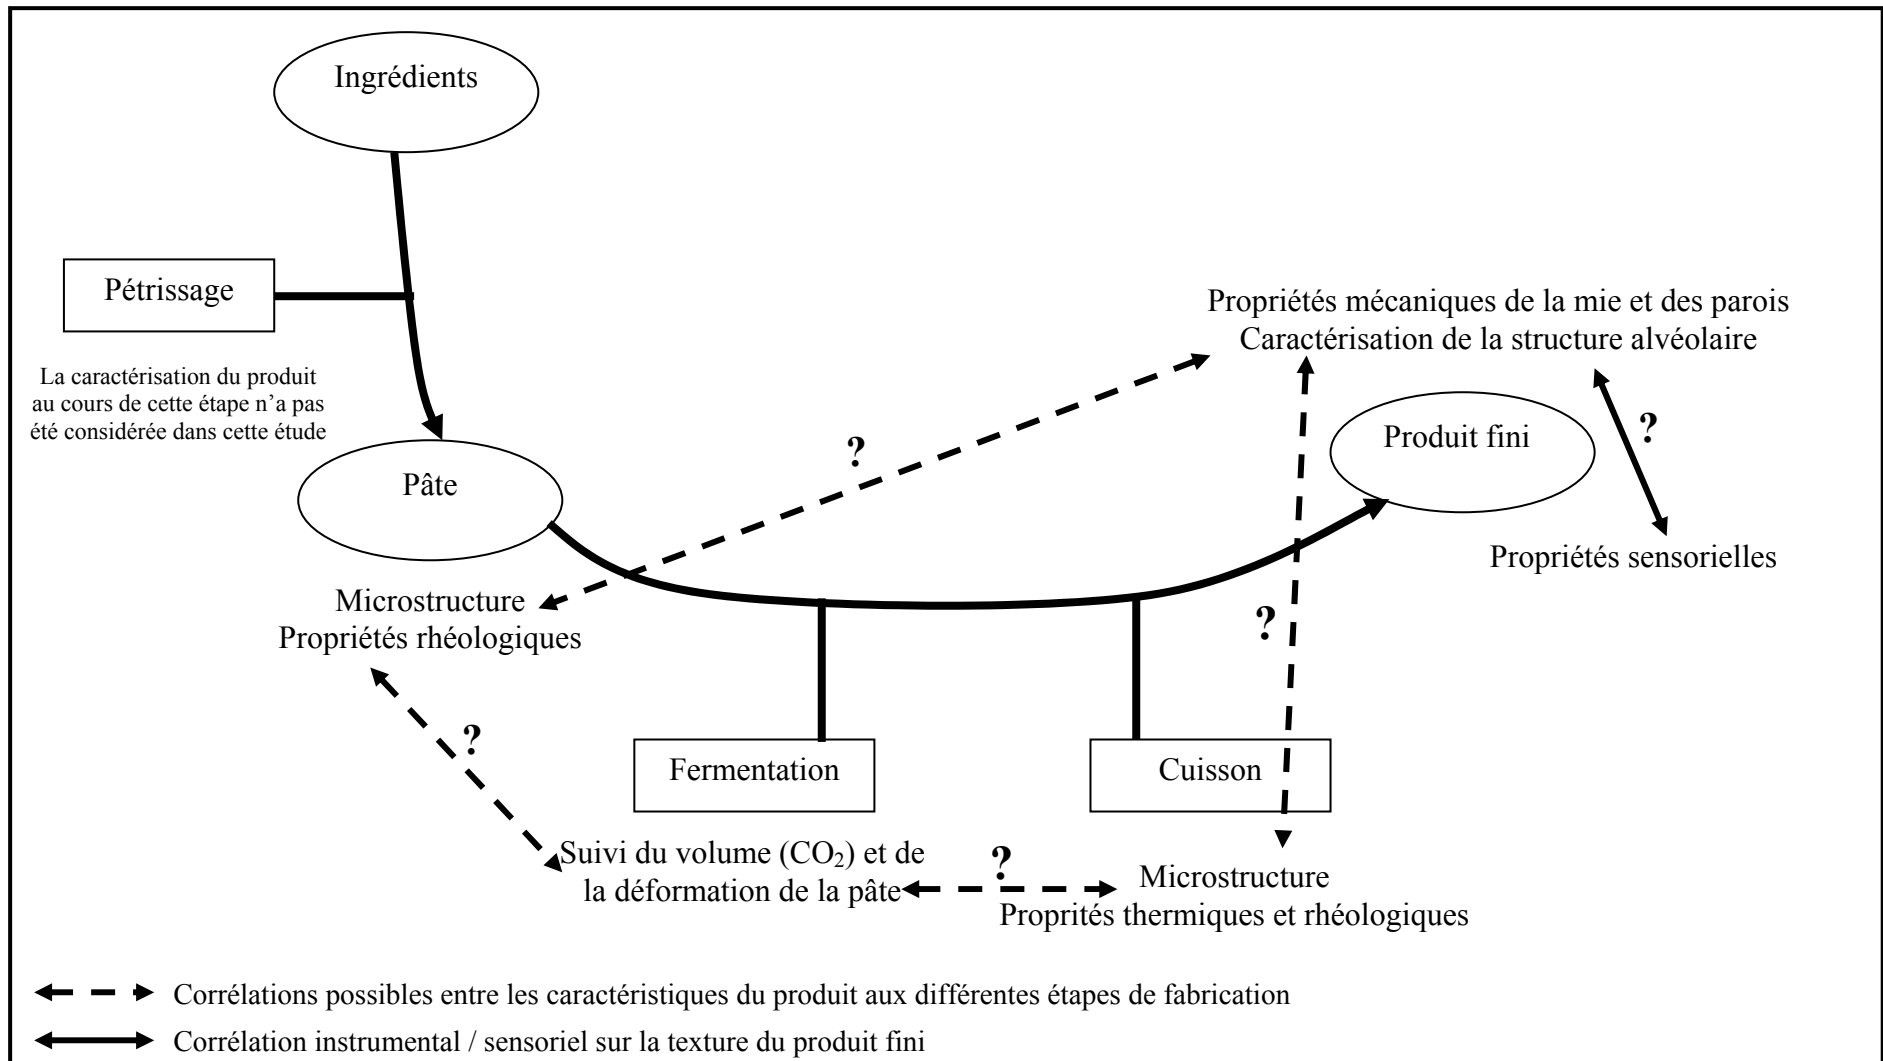 Ingrédients
Pétrissage
La caractérisation du produit
au cours de cette étape n’a pas
été considérée dans cette étude
Propriétés mécaniques de la mie et des parois
Caractérisation de la structure alvéolaire
?
Produit fini
?
Pâte
Propriétés sensorielles
Microstructure
Propriétés rhéologiques
?
?
Fermentation
Cuisson
Suivi du volume (CO₂) et de
la déformation de la pâte
?
Microstructure
Proprités thermiques et rhéologiques
Corrélations possibles entre les caractéristiques du produit aux différentes étapes de fabrication
Corrélation instrumental / sensoriel sur la texture du produit fini